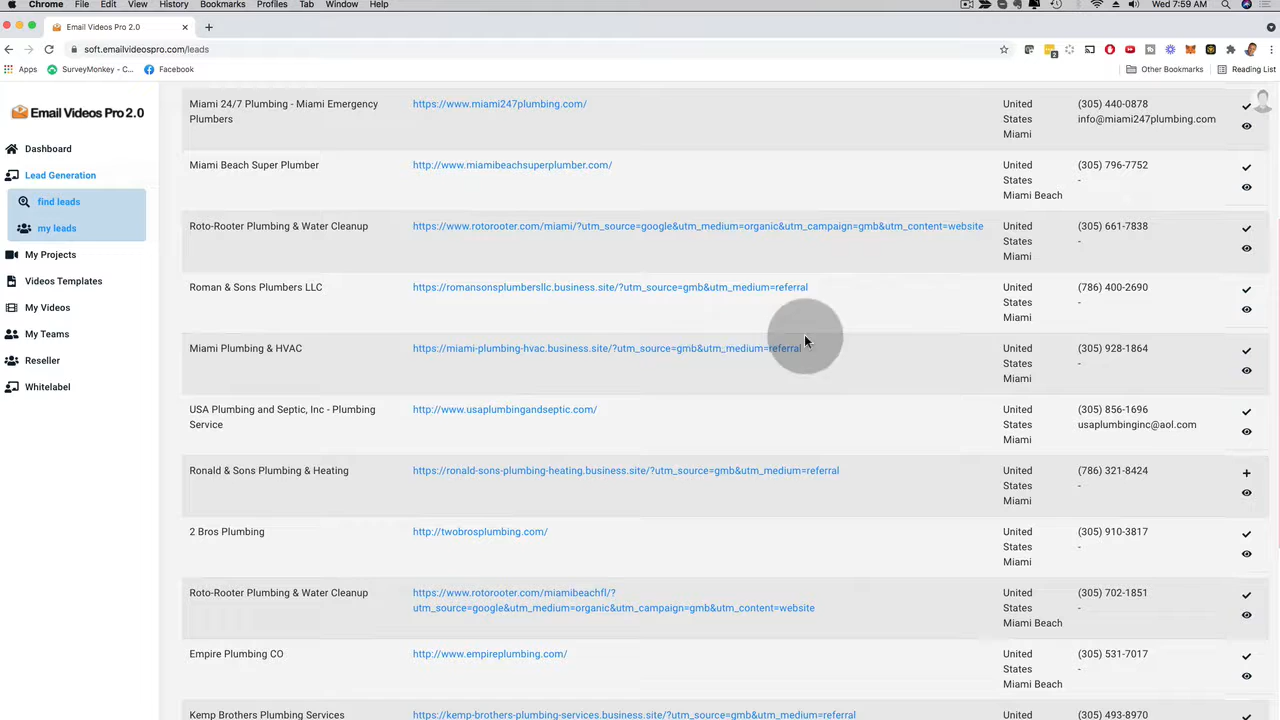 Chrome File Edit View History Bookmarks Profiles Tab Window Help Wed 7:59 AM
Email Videos Pro 2.0
soft.emailvideospro.com/leads
Apps SurveyMonkey - C... Facebook Other Bookmarks Reading List
Email Videos Pro 2.0
Dashboard
Lead Generation
find leads
my leads
My Projects
Videos Templates
My Videos
My Teams
Reseller
Whitelabel
Miami 24/7 Plumbing - Miami Emergency https://www.miami247plumbing.com/ United (305) 440-0878
Plumbers States info@miami247plumbing.com
Miami
Miami Beach Super Plumber http://www.miamibeachsuperplumber.com/ United (305) 796-7752
States -
Miami Beach
Roto-Rooter Plumbing & Water Cleanup https://www.rotorooter.com/miami/?utm_source=google&utm_medium=organic&utm_campaign=gmb&utm_content=website United (305) 661-7838
States -
Miami
Roman & Sons Plumbers LLC https://romansonsplumbersllc.business.site/?utm_source=gmb&utm_medium=referral United (786) 400-2690
States -
Miami
Miami Plumbing & HVAC https://miami-plumbing-hvac.business.site/?utm_source=gmb&utm_medium=referral United (305) 928-1864
States -
Miami
USA Plumbing and Septic, Inc - Plumbing http://www.usaplumbingandseptic.com/ United (305) 856-1696
Service States usaplumbinginc@aol.com
Miami
Ronald & Sons Plumbing & Heating https://ronald-sons-plumbing-heating.business.site/?utm_source=gmb&utm_medium=referral United (786) 321-8424
States -
Miami
2 Bros Plumbing http://twobrosplumbing.com/ United (305) 910-3817
States -
Miami
Roto-Rooter Plumbing & Water Cleanup https://www.rotorooter.com/miamibeachfl/? United (305) 702-1851
utm_source=google&utm_medium=organic&utm_campaign=gmb&utm_content=website States -
Miami Beach
Empire Plumbing CO http://www.empireplumbing.com/ United (305) 531-7017
States -
Miami Beach
Kemp Brothers Plumbing Services https://kemp-brothers-plumbing-services.business.site/?utm_source=gmb&utm_medium=referral United (305) 493-8970